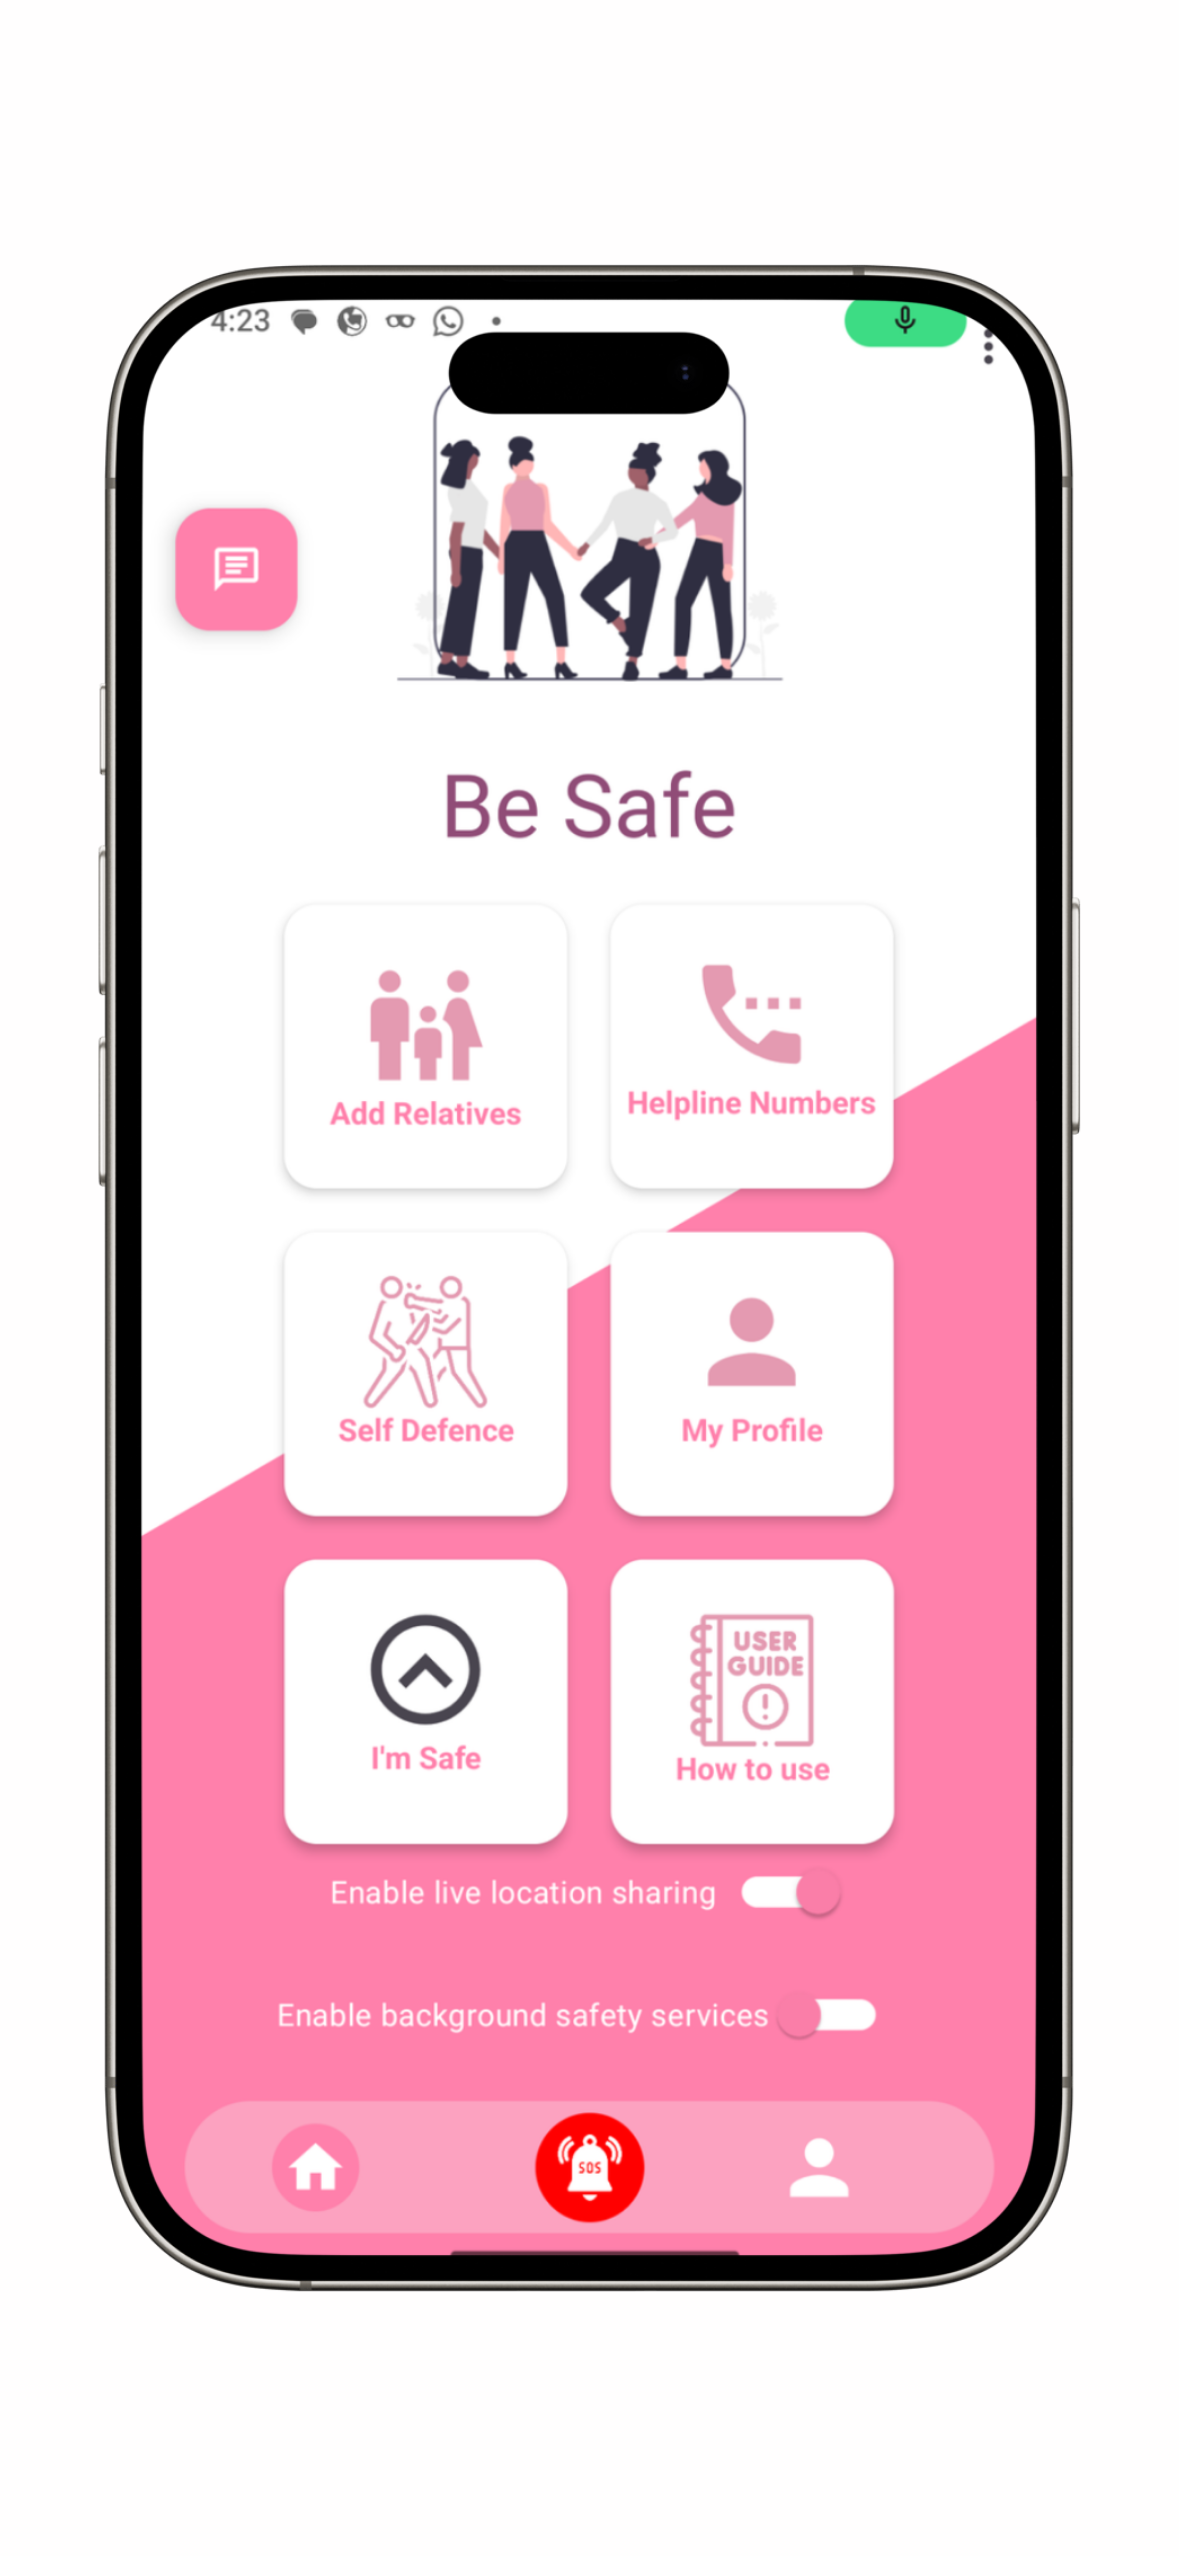 4:23
Be Safe
Add Relatives
Helpline Numbers
Self Defence
My Profile
I'm Safe
USER
GUIDE
How to use
Enable live location sharing
Enable background safety services
SOS